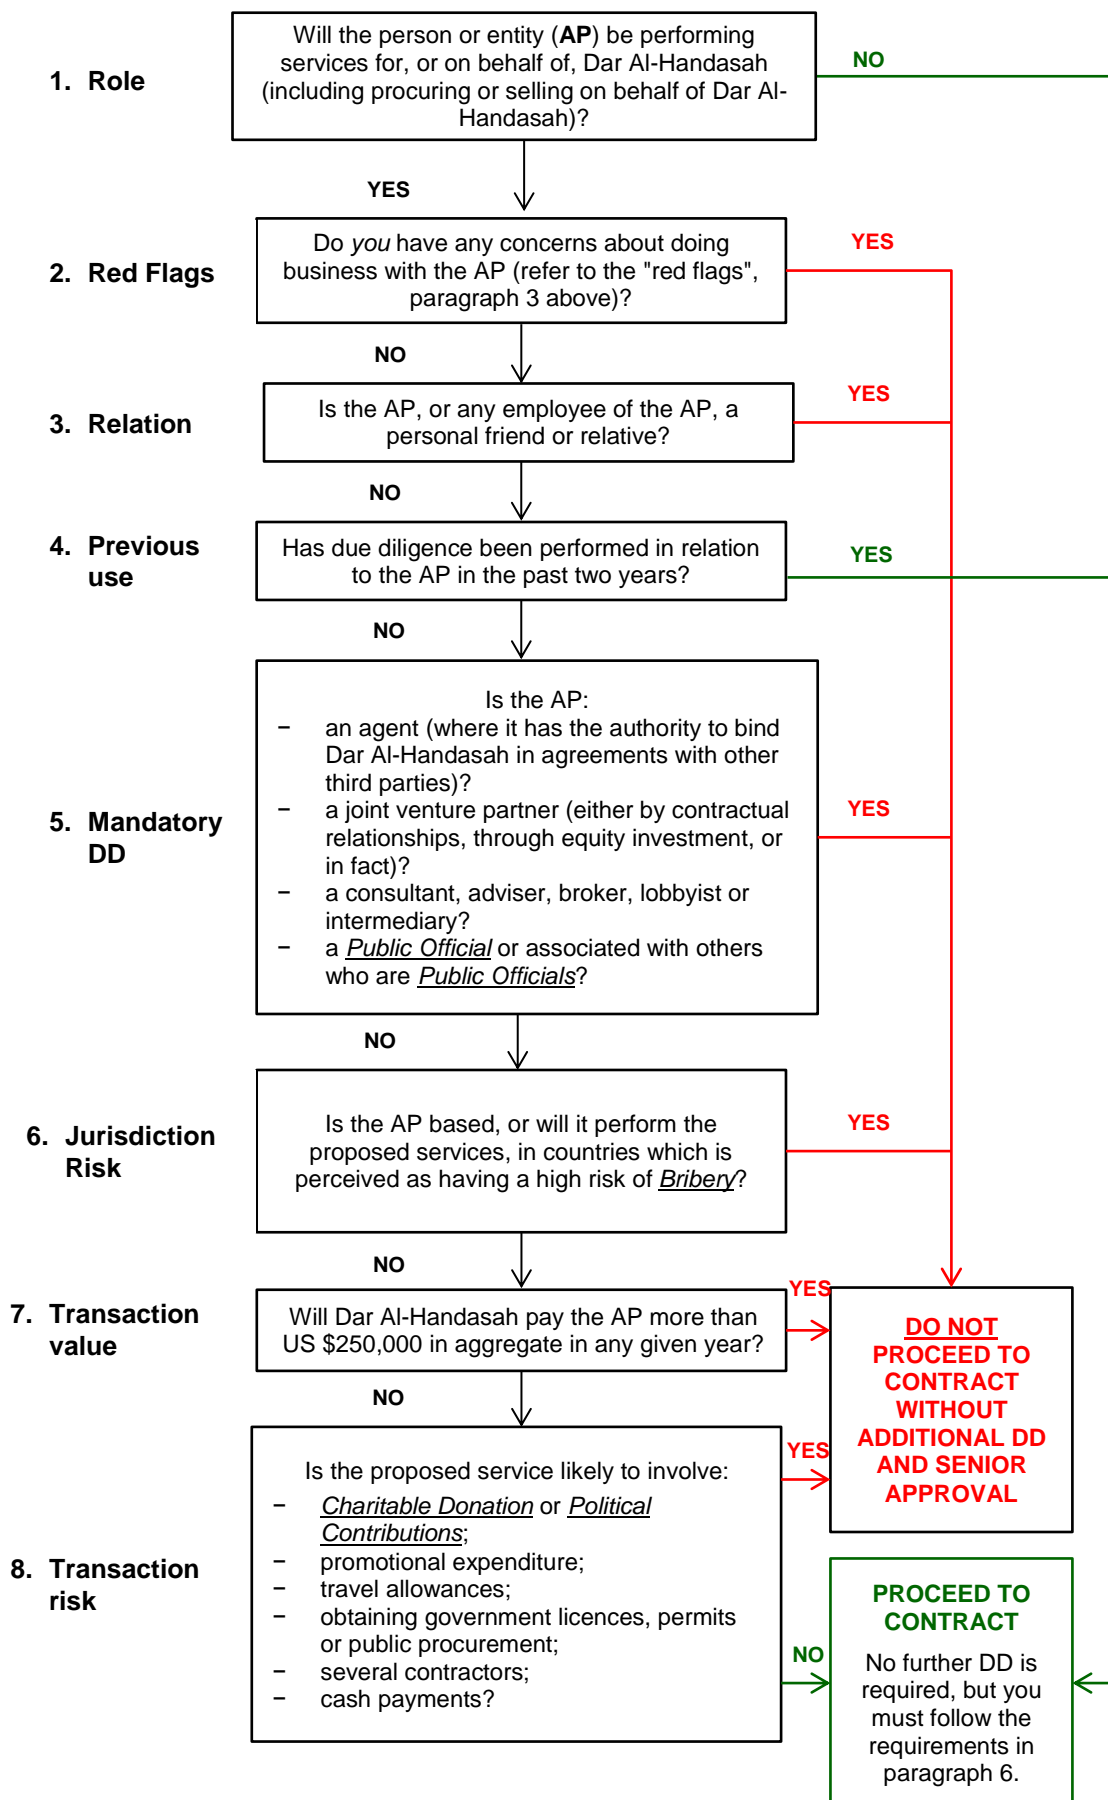 Will the person or entity (AP) be performing
services for, or on behalf of, Dar Al-Handasah
(including procuring or selling on behalf of Dar Al-
Handasah)?
1. Role
NO
YES
Do you have any concerns about doing
business with the AP (refer to the "red flags",
paragraph 3 above)?
2. Red Flags
YES
NO
Is the AP, or any employee of the AP, a
personal friend or relative?
3. Relation
YES
NO
4. Previous
use
Has due diligence been performed in relation
to the AP in the past two years?
YES
NO
Is the AP:
− an agent (where it has the authority to bind
Dar Al-Handasah in agreements with other
third parties)?
− a joint venture partner (either by contractual
relationships, through equity investment, or
in fact)?
− a consultant, adviser, broker, lobbyist or
intermediary?
− a Public Official or associated with others
who are Public Officials?
5. Mandatory
DD
YES
NO
6. Jurisdiction
Risk
Is the AP based, or will it perform the
proposed services, in countries which is
perceived as having a high risk of Bribery?
YES
NO
7. Transaction
value
Will Dar Al-Handasah pay the AP more than
US $250,000 in aggregate in any given year?
YES
NO
DO NOT
PROCEED TO
CONTRACT
WITHOUT
ADDITIONAL DD
AND SENIOR
APPROVAL
8. Transaction
risk
Is the proposed service likely to involve:
− Charitable Donation or Political
Contributions;
− promotional expenditure;
− travel allowances;
− obtaining government licences, permits
or public procurement;
− several contractors;
− cash payments?
YES
NO
PROCEED TO
CONTRACT
No further DD is
required, but you
must follow the
requirements in
paragraph 6.